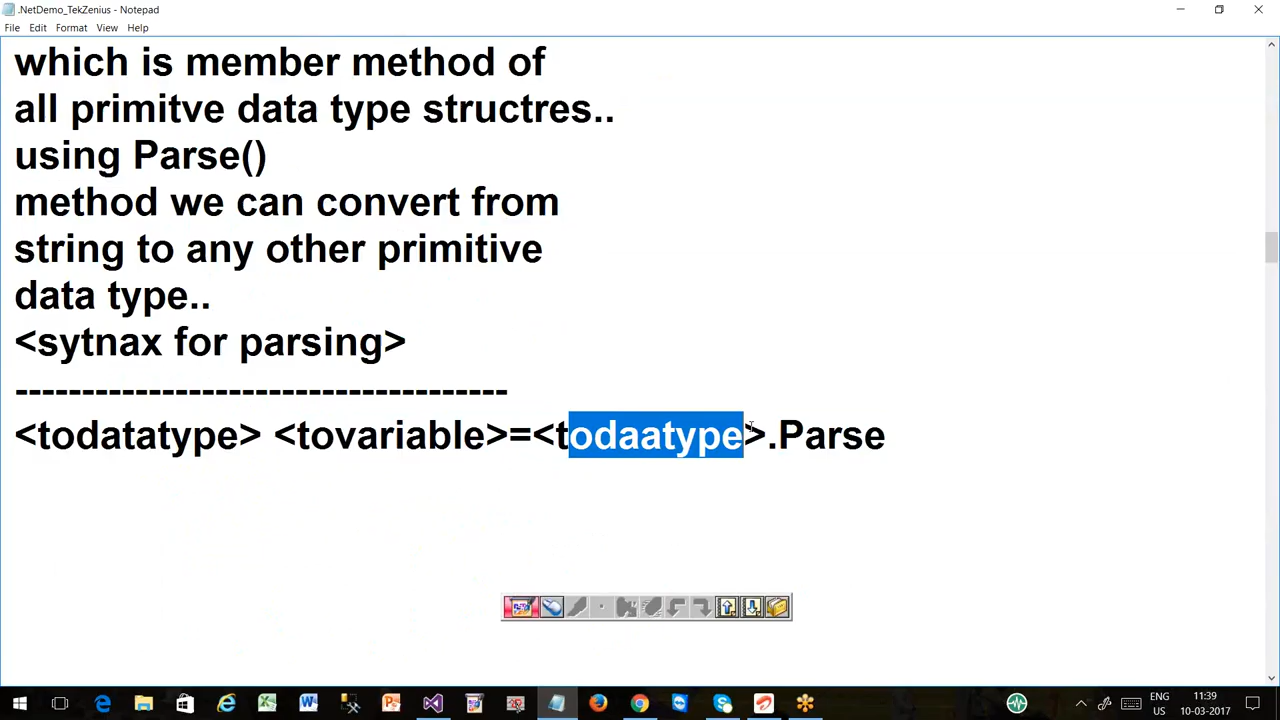 .NetDemo_TekZenius - Notepad
File Edit Format View Help
which is member method of
all primitve data type structres..
using Parse()
method we can convert from
string to any other primitive
data type..
<sytnax for parsing>
-------------------------------------
<todatatype> <tovariable>=<todaatype>.Parse
ENG
US
11:39
10-03-2017